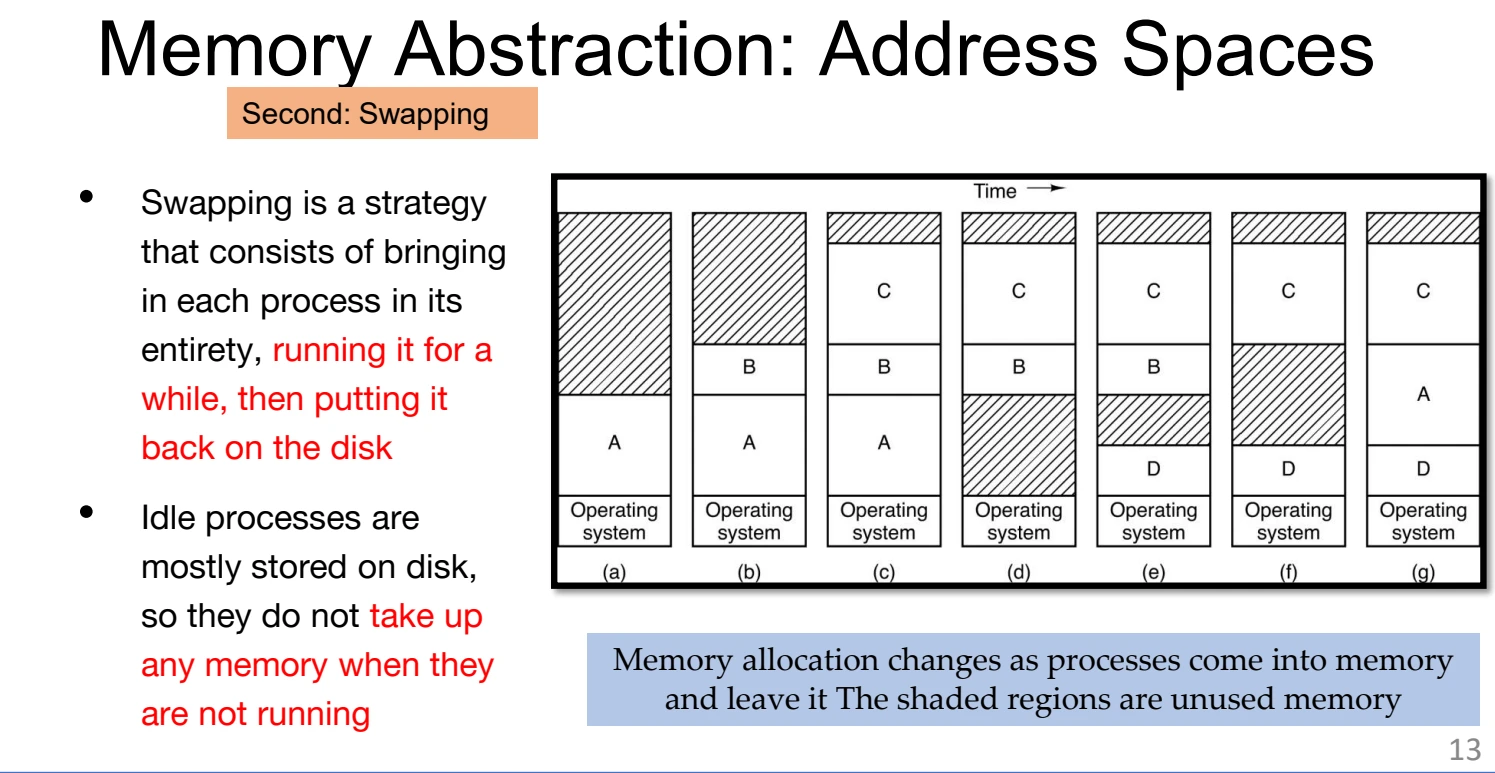 Memory Abstraction: Address Spaces
Second: Swapping
• Swapping is a strategy
that consists of bringing
in each process in its
entirety, running it for a
while, then putting it
back on the disk
• Idle processes are
mostly stored on disk,
so they do not take up
any memory when they
are not running
Time
A
Operating
system
(a)
B
A
Operating
system
(b)
C
B
A
Operating
system
(c)
C
B
Operating
system
(d)
C
B
D
Operating
system
(e)
C
D
Operating
system
(f)
C
A
D
Operating
system
(g)
Memory allocation changes as processes come into memory
and leave it The shaded regions are unused memory
13